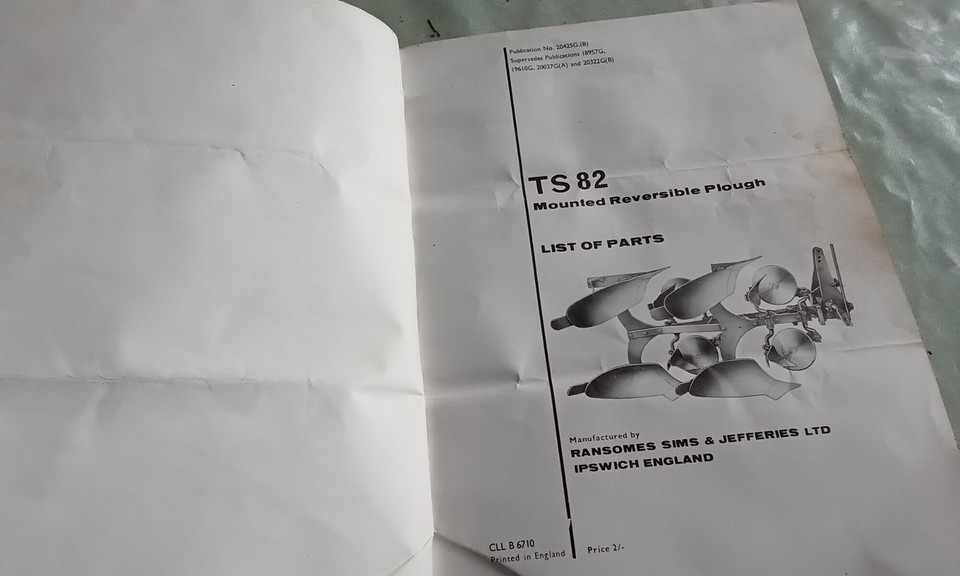 Publication No. 20425G.(B)
Supersedes Publications 18957G,
19610G, 20037G(A) and 20322G(B)
TS 82
Mounted Reversible Plough
LIST OF PARTS
Manufactured by
RANSOMES SIMS & JEFFERIES LTD
IPSWICH ENGLAND
CLL B 6710
Printed in England
Price 2/-